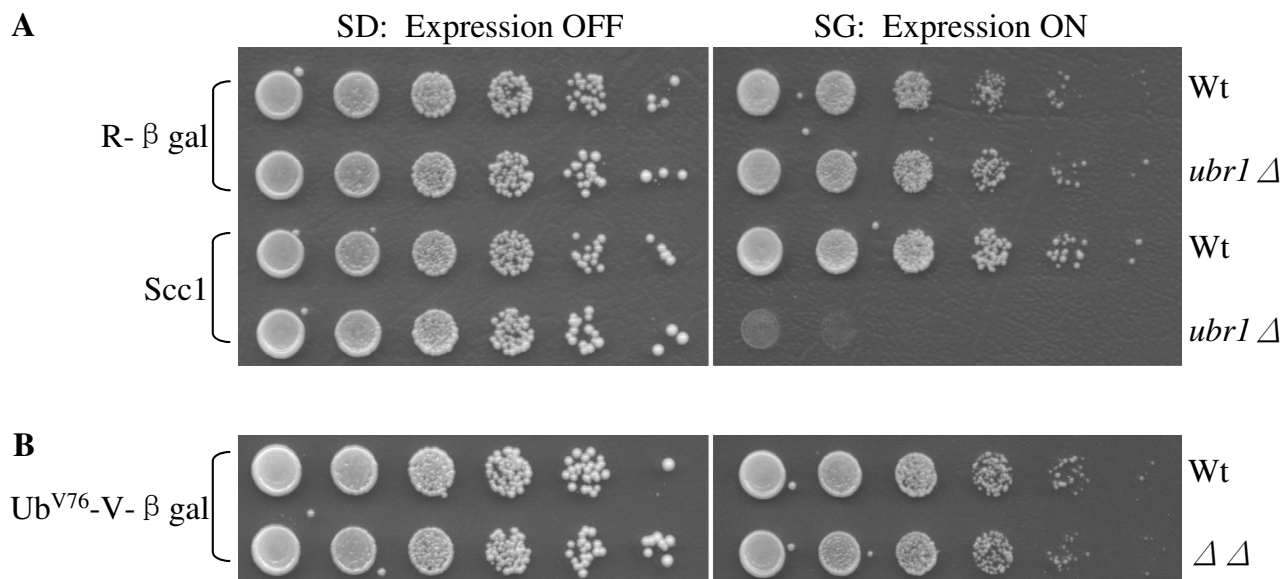 A
SD: Expression OFF
SG: Expression ON
R- β gal
Wt
ubr1 Δ
Scc1
Wt
ubr1 Δ
B
Ub^V76-V- β gal
Wt
Δ Δ